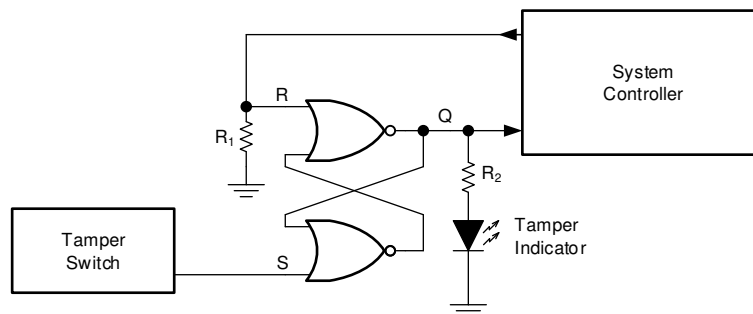 System
Controller
R
Q
R1
R2
Tamper
Switch
Tamper
Indicator
S